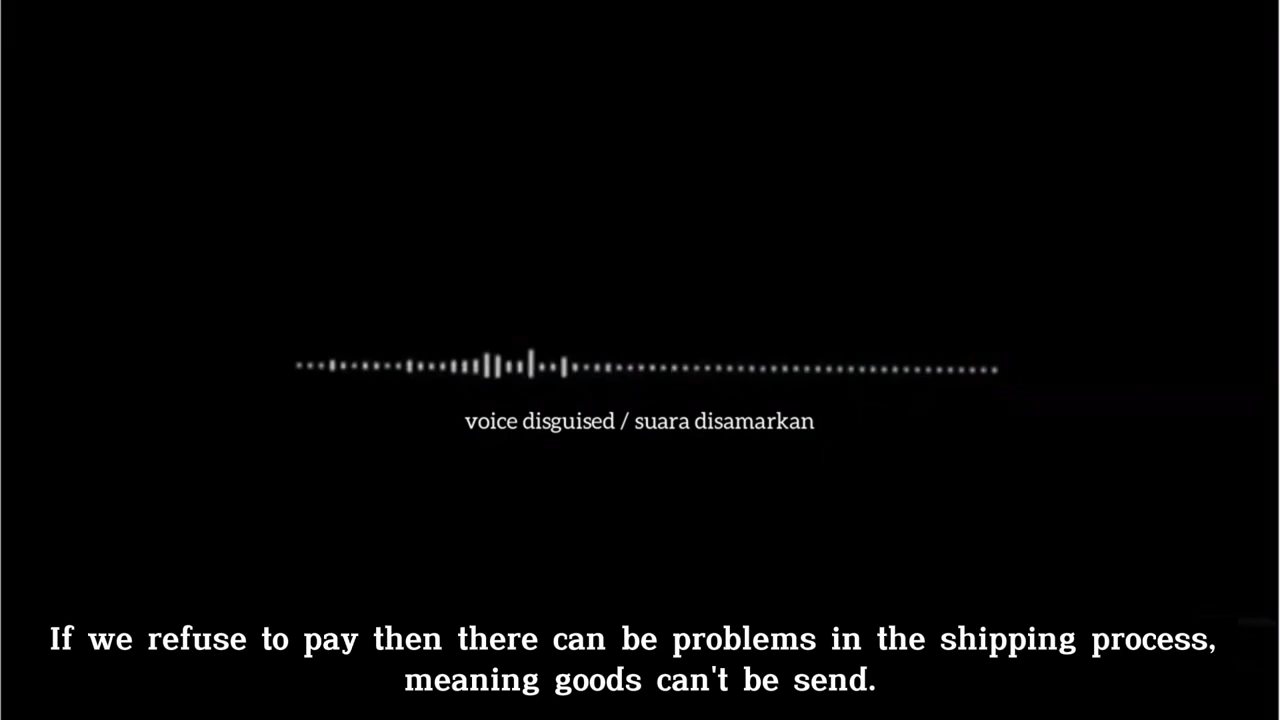 voice disguised / suara disamarkan
If we refuse to pay then there can be problems in the shipping process,
meaning goods can't be send.